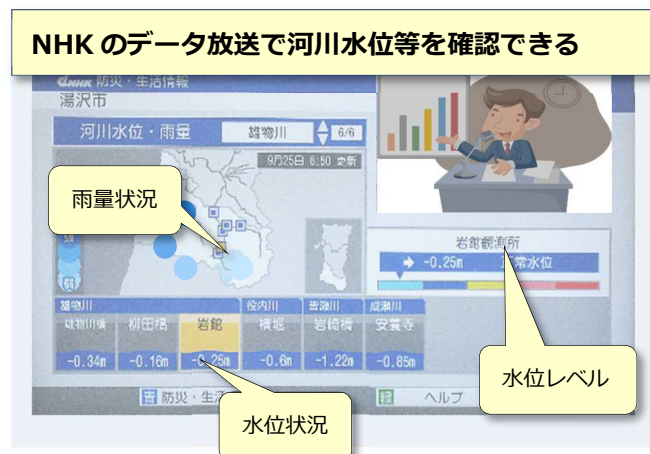 NHK のデータ放送で河川水位等を確認できる
NHK 防災・生活情報
湯沢市
河川水位・雨量
雄物川
6/6
9月25日 6:50 更新
雨量状況
岩館観測所
→ -0.25m
常水位
雄物川
役内川
皆瀬川
成瀬川
雄物川橋
柳田橋
岩館
横堀
岩崎橋
安養寺
-0.34m
-0.16m
-0.25m
-0.6m
-1.22m
-0.85m
水位レベル
青 防災・生
緑 ヘルプ
水位状況